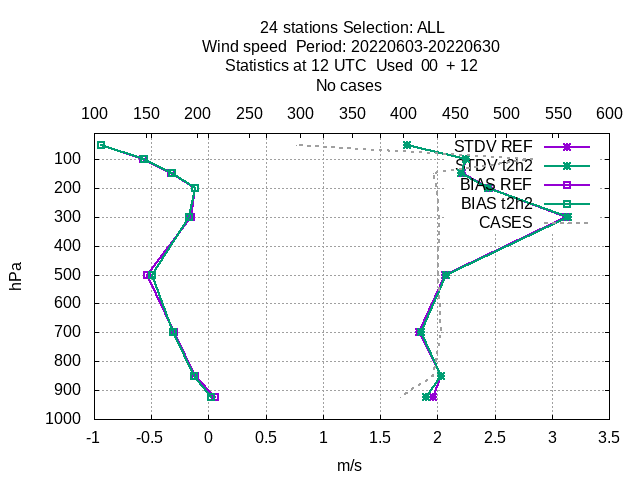 24 stations Selection: ALL
Wind speed  Period: 20220603-20220630
Statistics at 12 UTC  Used  00  + 12
No cases
100 150 200 250 300 350 400 450 500 550 600
STDV REF
STDV t2h2
BIAS REF
BIAS t2h2
CASES
hPa
100
200
300
400
500
600
700
800
900
1000
-1 -0.5 0 0.5 1 1.5 2 2.5 3 3.5
m/s